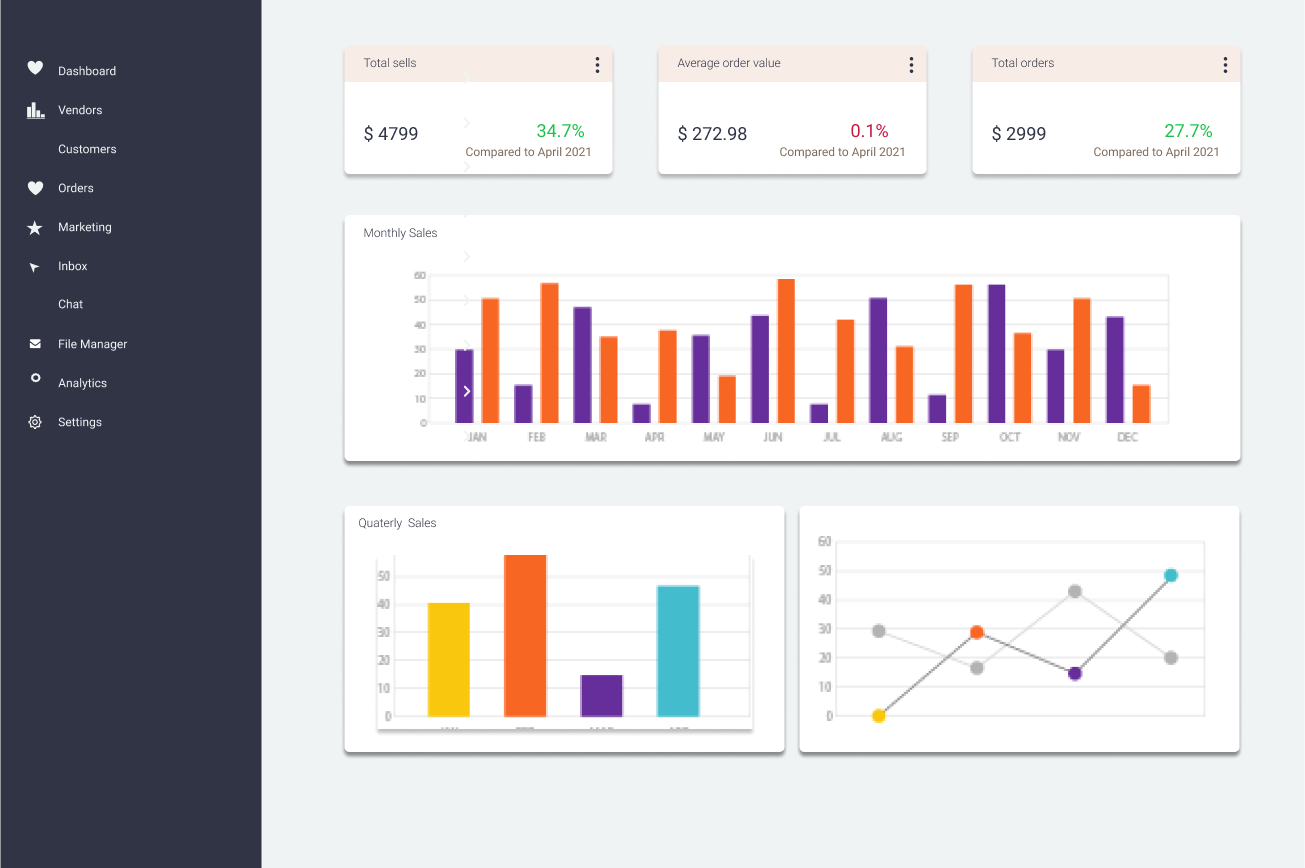 Dashboard
Vendors
Customers
Orders
Marketing
Inbox
Chat
File Manager
Analytics
Settings
Total sells
$ 4799
34.7%
Compared to April 2021
Average order value
$ 272.98
0.1%
Compared to April 2021
Total orders
$ 2999
27.7%
Compared to April 2021
Monthly Sales
60
50
40
30
20
10
0
JAN FEB MAR APR MAY JUN JUL AUG SEP OCT NOV DEC
Quaterly Sales
50
40
30
20
10
0
60
50
40
30
20
10
0